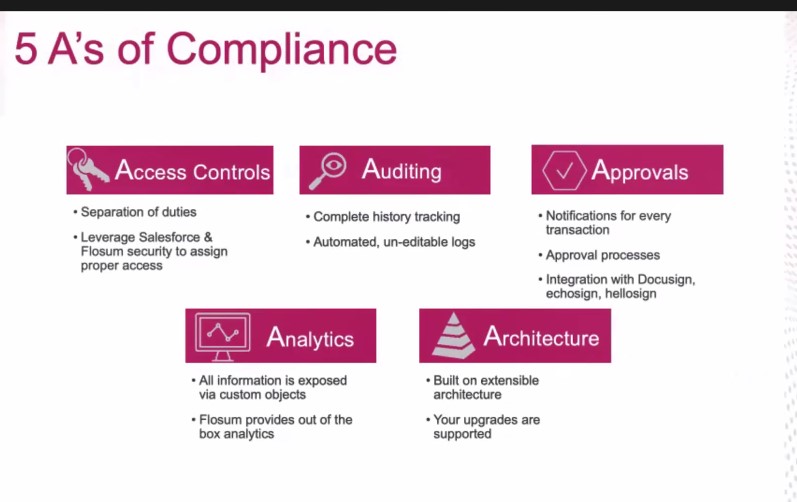 5 A's of Compliance
Access Controls
• Separation of duties
• Leverage Salesforce &
Flosum security to assign
proper access
Auditing
• Complete history tracking
• Automated, un-editable logs
Approvals
• Notifications for every
transaction
• Approval processes
• Integration with Docusign,
echosign, hellosign
Analytics
• All information is exposed
via custom objects
• Flosum provides out of the
box analytics
Architecture
• Built on extensible
architecture
• Your upgrades are
supported